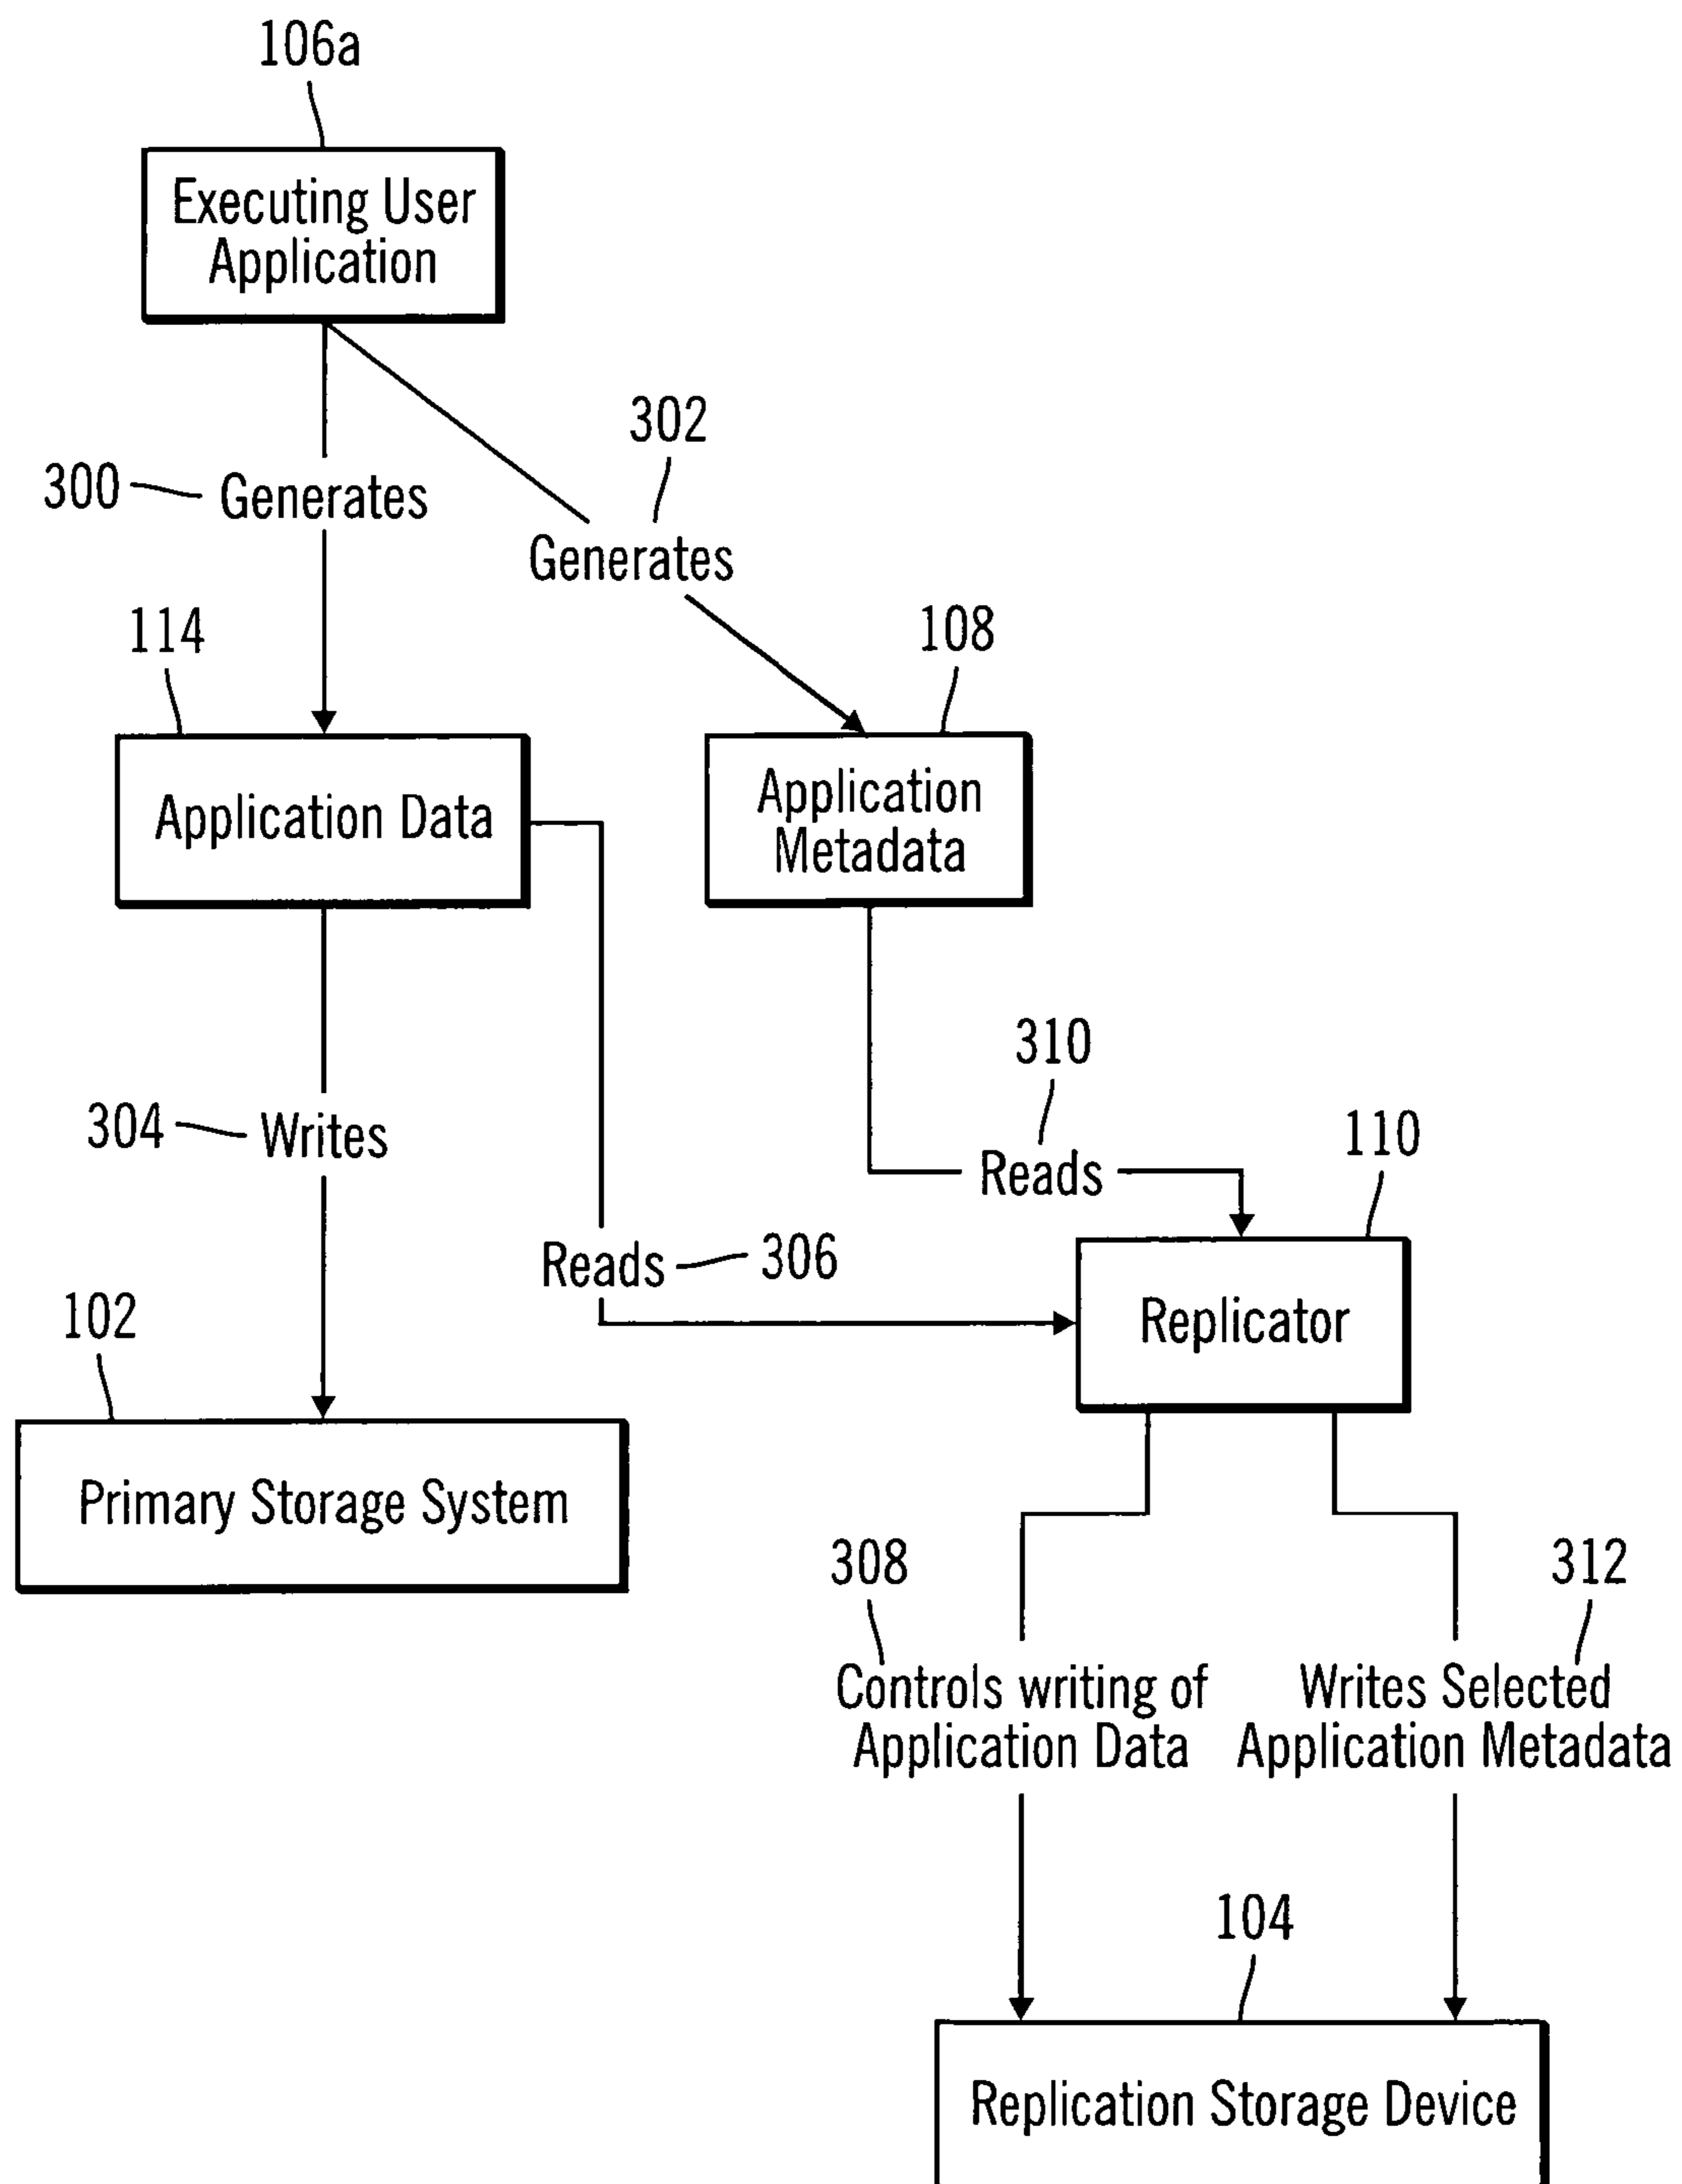 106a
Executing User
Application
302
300
Generates
Generates
114
108
Application Data
Application
Metadata
310
304
Writes
110
Reads
306
Reads
102
Replicator
Primary Storage System
308
312
Controls writing of
Application Data
Writes Selected
Application Metadata
104
Replication Storage Device